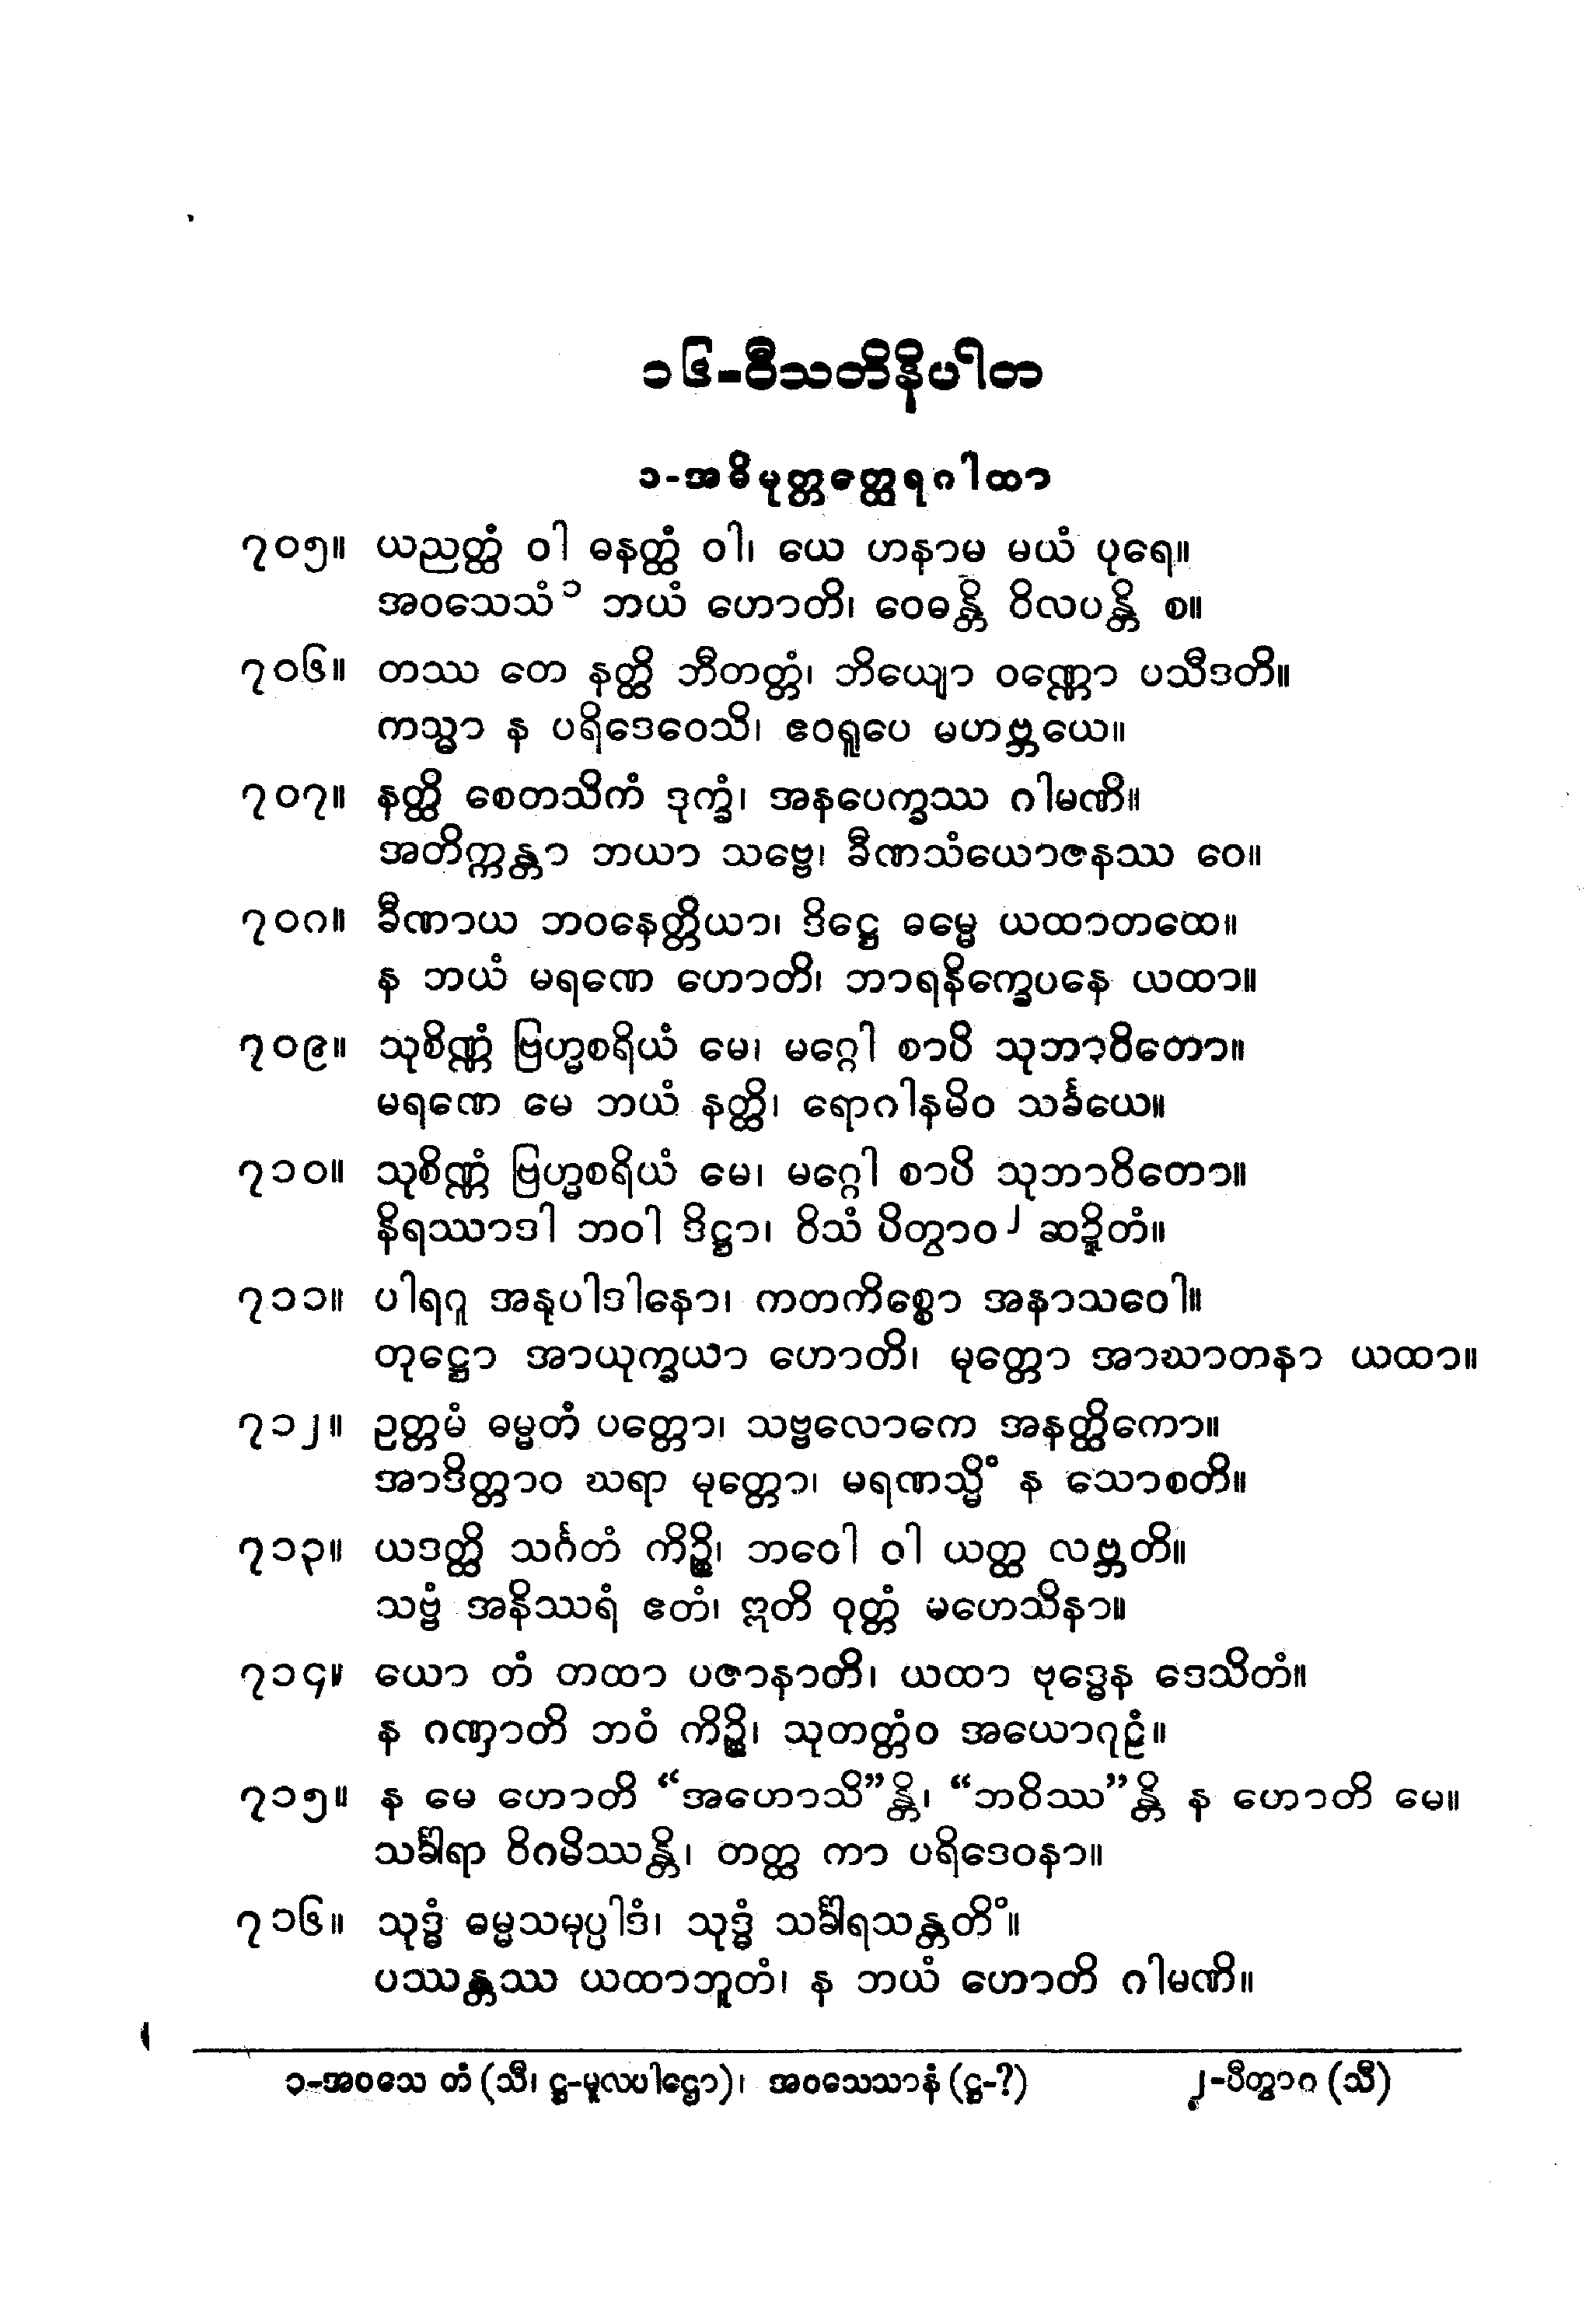 ၁၆-ဝီသတိနိပါတ
၁-အဓိမုတ္တတ္ထေရဂါထာ
၇၀၅။ ယညတ္ထံ ဝါ ဓနတ္ထံ ဝါ၊ ယေ ဟနာမ မယံ ပုရေ။
အဝသေသံ၁ ဘယံ ဟောတိ၊ ဝေဓန္တိ ဝိလပန္တိ စ။
၇၀၆။ တဿ တေ နတ္ထိ ဘီတတ္တံ၊ ဘိယျော ဝဏ္ဏော ပသီဒတိ။
ကသ္မာ န ပရိဒေဝေသိ၊ ဧဝရူပေ မဟဗ္ဘယေ။
၇၀၇။ နတ္ထိ စေတသိကံ ဒုက္ခံ၊ အနပေက္ခဿ ဂါမဏိ။
အတိက္ကန္တာ ဘယာ သဗ္ဗေ၊ ခီဏသံယောဇနဿ ဝေ။
၇၀၈။ ခီဏာယ ဘဝနေတ္တိယာ၊ ဒိဋ္ဌေ ဓမ္မေ ယထာတထေ။
န ဘယံ မရဏေ ဟောတိ၊ ဘာရနိက္ခေပနေ ယထာ။
၇၀၉။ သုစိဏ္ဏံ ဗြဟ္မစရိယံ မေ၊ မဂ္ဂေါ စာပိ သုဘာဝိတော။
မရဏေ မေ ဘယံ နတ္ထိ၊ ရောဂါနမိဝ သင်္ခယေ။
၇၁၀။ သုစိဏ္ဏံ ဗြဟ္မစရိယံ မေ၊ မဂ္ဂေါ စာပိ သုဘာဝိတော။
နိရဿာဒါ ဘဝါ ဒိဋ္ဌာ၊ ဝိသံ ပိတွာဝ၂ ဆဍ္ဍိတံ။
၇၁၁။ ပါရဂူ အနုပါဒါနော၊ ကတကိစ္စော အနာသဝေါ။
တုဋ္ဌော အာယုက္ခယာ ဟောတိ၊ မုတ္တော အာဃာတနာ ယထာ။
၇၁၂။ ဥတ္တမံ ဓမ္မတံ ပတ္တော၊ သဗ္ဗလောကေ အနတ္ထိကော။
အာဒိတ္တာဝ ဃရာ မုတ္တော၊ မရဏသ္မိံ န သောစတိ။
၇၁၃။ ယဒတ္ထိ သင်္ဂတံ ကိဉ္စိ၊ ဘဝေါ ဝါ ယတ္ထ လဗ္ဘတိ။
သဗ္ဗံ အနိဿရံ ဧတံ၊ ဣတိ ဝုတ္တံ မဟေသိနာ။
၇၁၄။ ယော တံ တထာ ပဇာနာတိ၊ ယထာ ဗုဒ္ဓေန ဒေသိတံ။
န ဂဏှာတိ ဘဝံ ကိဉ္စိ၊ သုတတ္တံဝ အယောဂုဠံ။
၇၁၅။ န မေ ဟောတိ “အဟောသိ”န္တိ၊ “ဘဝိဿ”န္တိ န ဟောတိ မေ။
သင်္ခါရာ ဝိဂမိဿန္တိ၊ တတ္ထ ကာ ပရိဒေဝနာ။
၇၁၆။ သုဒ္ဓံ ဓမ္မသမုပ္ပါဒံ၊ သုဒ္ဓံ သင်္ခါရသန္တတိံ။
ပဿန္တဿ ယထာဘူတံ၊ န ဘယံ ဟောတိ ဂါမဏိ။
၁-အဝသေ တံ (သီ၊ ဋ္ဌ-မူလပါဌော)၊ အဝသေသာနံ (ဋ္ဌ-?) ၂-ပိတွာဂ (သီ)